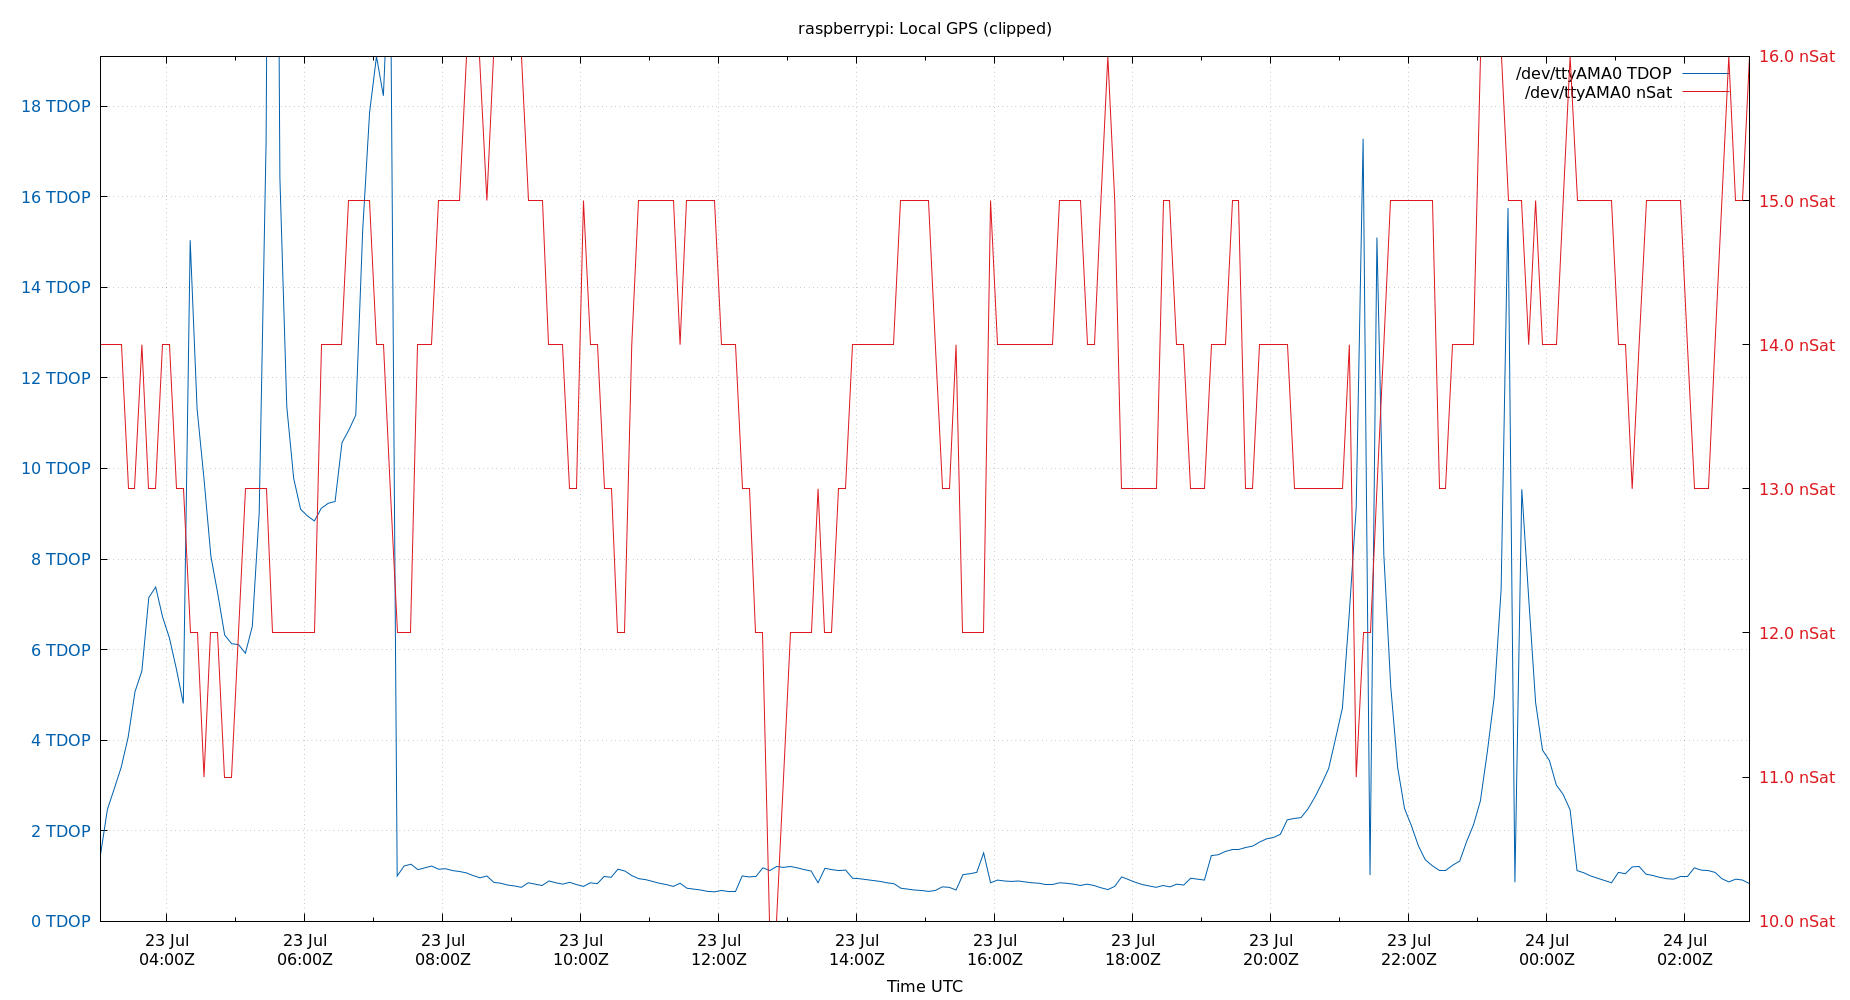 raspberrypi: Local GPS (clipped)
/dev/ttyAMA0 TDOP
/dev/ttyAMA0 nSat
18 TDOP
16 TDOP
14 TDOP
12 TDOP
10 TDOP
8 TDOP
6 TDOP
4 TDOP
2 TDOP
0 TDOP
16.0 nSat
15.0 nSat
14.0 nSat
13.0 nSat
12.0 nSat
11.0 nSat
10.0 nSat
23 Jul
04:00Z
23 Jul
06:00Z
23 Jul
08:00Z
23 Jul
10:00Z
23 Jul
12:00Z
23 Jul
14:00Z
23 Jul
16:00Z
23 Jul
18:00Z
23 Jul
20:00Z
23 Jul
22:00Z
24 Jul
00:00Z
24 Jul
02:00Z
Time UTC